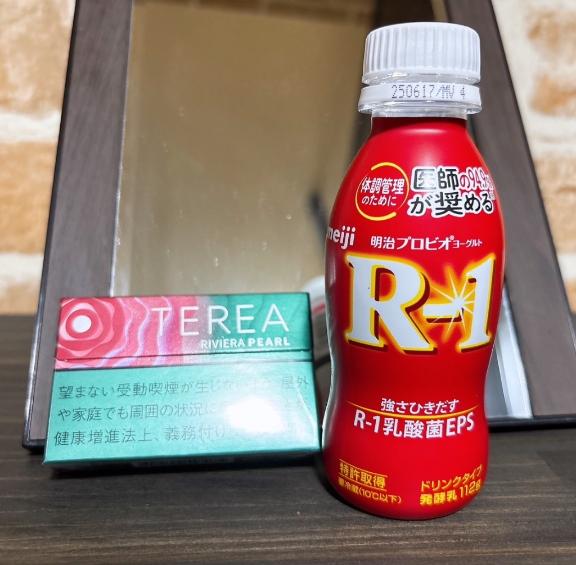 TEREA
RIVIERA PEARL
望まない受動喫煙が生じない 屋外
や家庭でも周囲の状況に
健康増進法上、義務付け
250617/MV 4
体調管理
のために
医師の
が奨める
meiji
明治プロビオヨーグルト
R-1
強さひきだす
R-1乳酸菌EPS
特許取得
要冷蔵(10℃以下)
ドリンクタイプ
発酵乳 112g